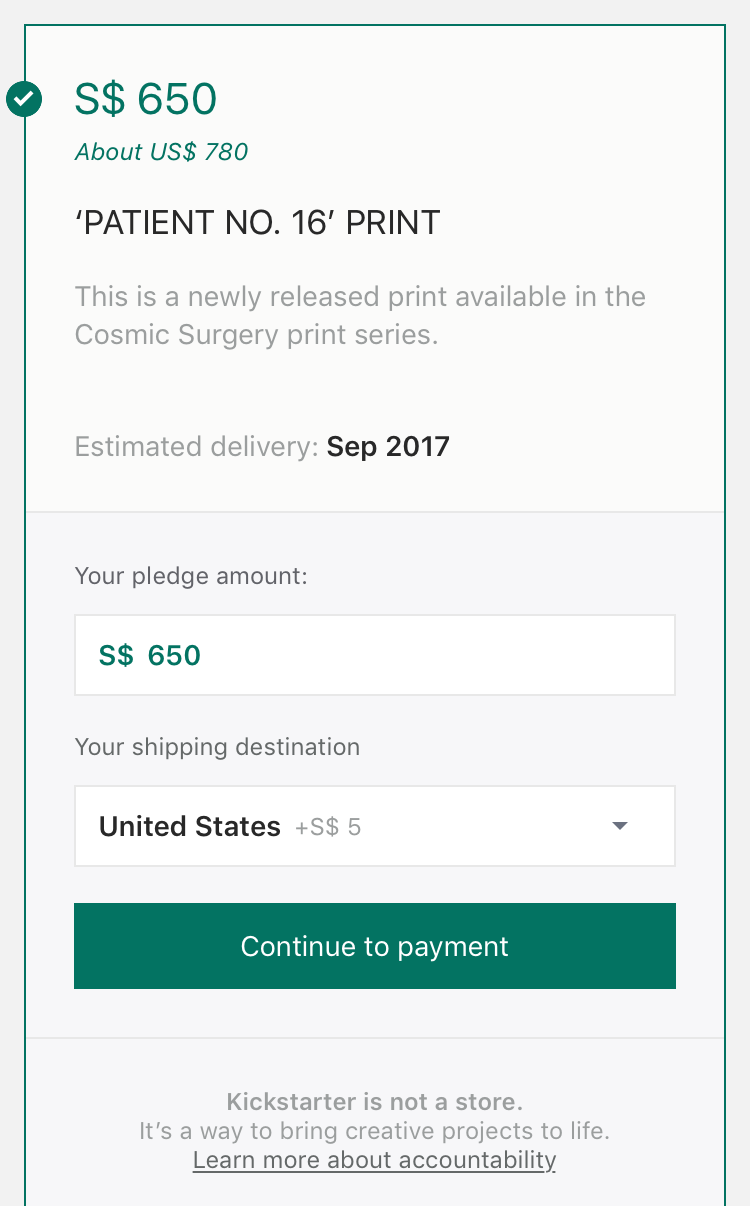 S$ 650
About US$ 780
‘PATIENT NO. 16’ PRINT
This is a newly released print available in the
Cosmic Surgery print series.
Estimated delivery: Sep 2017
Your pledge amount:
S$ 650
Your shipping destination
United States +S$ 5
Continue to payment
Kickstarter is not a store.
It’s a way to bring creative projects to life.
Learn more about accountability